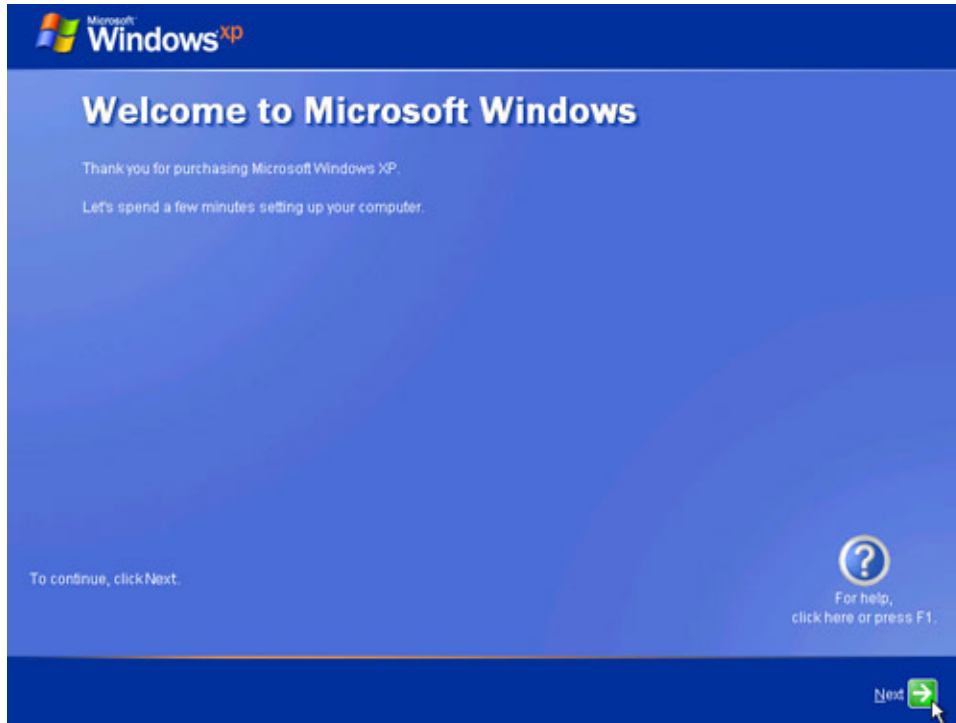 Microsoft
Windows xp
Welcome to Microsoft Windows
Thank you for purchasing Microsoft Windows XP.
Let's spend a few minutes setting up your computer.
To continue, click Next.
?
For help,
click here or press F1.
Next